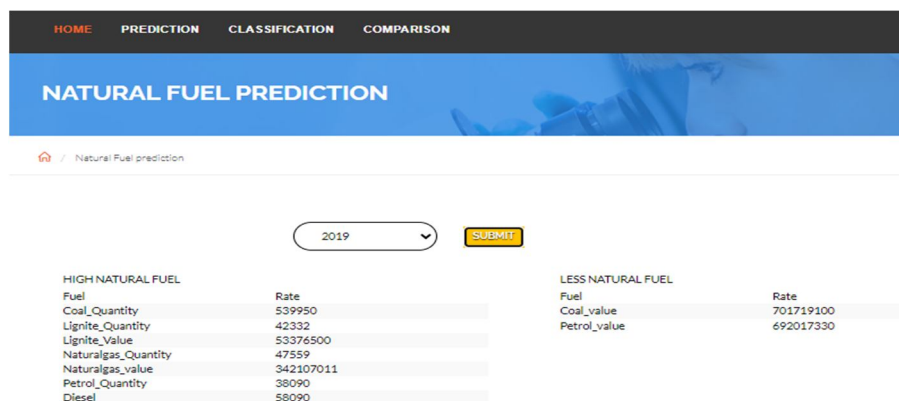 HOME PREDICTION CLASSIFICATION COMPARISON
NATURAL FUEL PREDICTION
/ Natural Fuel prediction
2019 SUBMIT
HIGH NATURAL FUEL
Fuel Rate
Coal_Quantity 539950
Lignite_Quantity 42332
Lignite_Value 53376500
Naturalgas_Quantity 47559
Naturalgas_value 342107011
Petrol_Quantity 38090
Diesel 58090
LESS NATURAL FUEL
Fuel Rate
Coal_value 701719100
Petrol_value 692017330